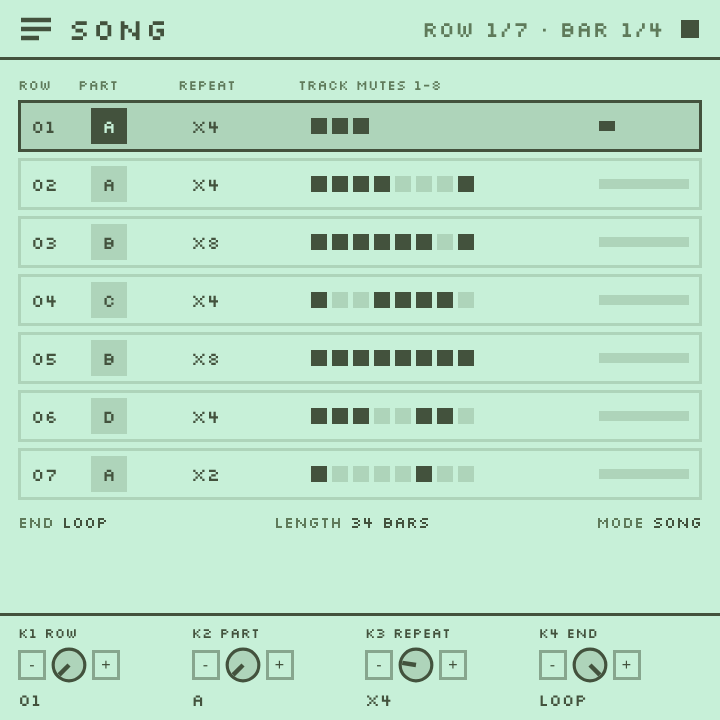 SONG
ROW 1/7 · BAR 1/4
ROW PART REPEAT TRACK MUTES 1-8
01 A X4
02 A X4
03 B X8
04 C X4
05 B X8
06 D X4
07 A X2
END LOOP LENGTH 34 BARS MODE SONG
K1 ROW K2 PART K3 REPEAT K4 END
- + - + - + - +
01 A X4 LOOP